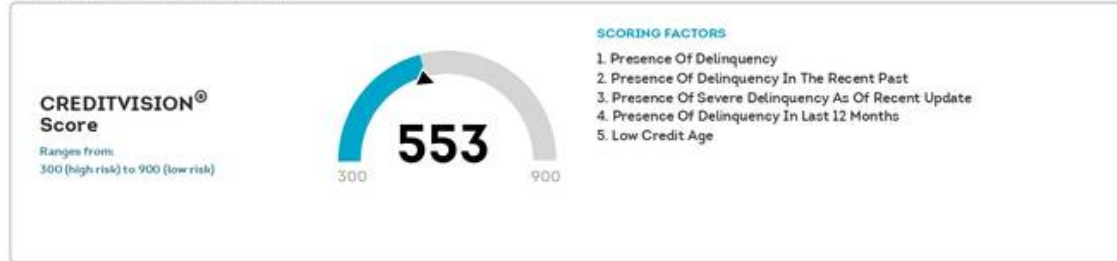 CREDITVISION®
Score
Ranges from:
300 (high risk) to 900 (low risk)
553
300
900
SCORING FACTORS
1. Presence Of Delinquency
2. Presence Of Delinquency In The Recent Past
3. Presence Of Severe Delinquency As Of Recent Update
4. Presence Of Delinquency In Last 12 Months
5. Low Credit Age